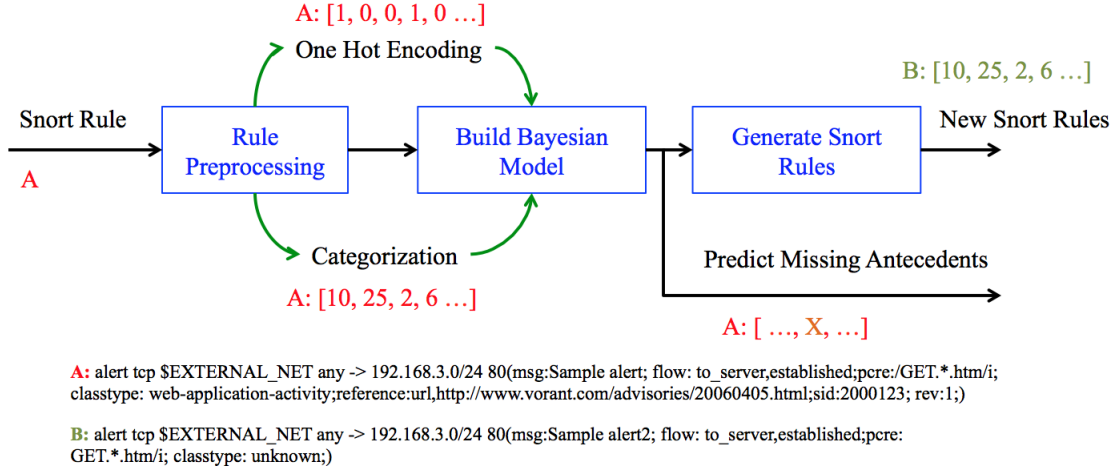 A: [1, 0, 0, 1, 0 ...]
One Hot Encoding
B: [10, 25, 2, 6 ...]
Snort Rule
Rule
Preprocessing
Build Bayesian
Model
Generate Snort
Rules
New Snort Rules
A
Categorization
A: [10, 25, 2, 6 ...]
Predict Missing Antecedents
A: [ ..., X, ...]
A: alert tcp $EXTERNAL_NET any -> 192.168.3.0/24 80(msg:Sample alert; flow: to_server,established;pcre:/GET.*.htm/i;
classtype: web-application-activity;reference:url,http://www.vorant.com/advisories/20060405.html;sid:2000123; rev:1;)
B: alert tcp $EXTERNAL_NET any -> 192.168.3.0/24 80(msg:Sample alert2; flow: to_server,established;pcre:
GET.*.htm/i; classtype: unknown;)